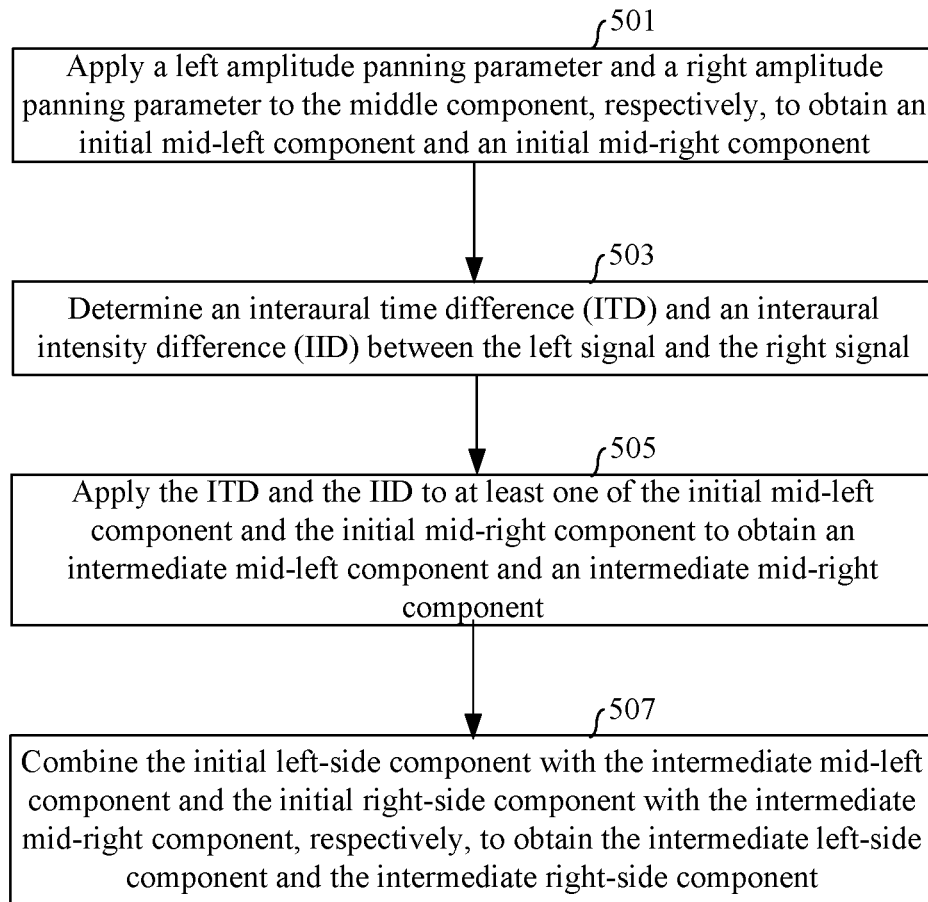 501
Apply a left amplitude panning parameter and a right amplitude
panning parameter to the middle component, respectively, to obtain an
initial mid-left component and an initial mid-right component
503
Determine an interaural time difference (ITD) and an interaural
intensity difference (IID) between the left signal and the right signal
505
Apply the ITD and the IID to at least one of the initial mid-left
component and the initial mid-right component to obtain an
intermediate mid-left component and an intermediate mid-right
component
507
Combine the initial left-side component with the intermediate mid-left
component and the initial right-side component with the intermediate
mid-right component, respectively, to obtain the intermediate left-side
component and the intermediate right-side component